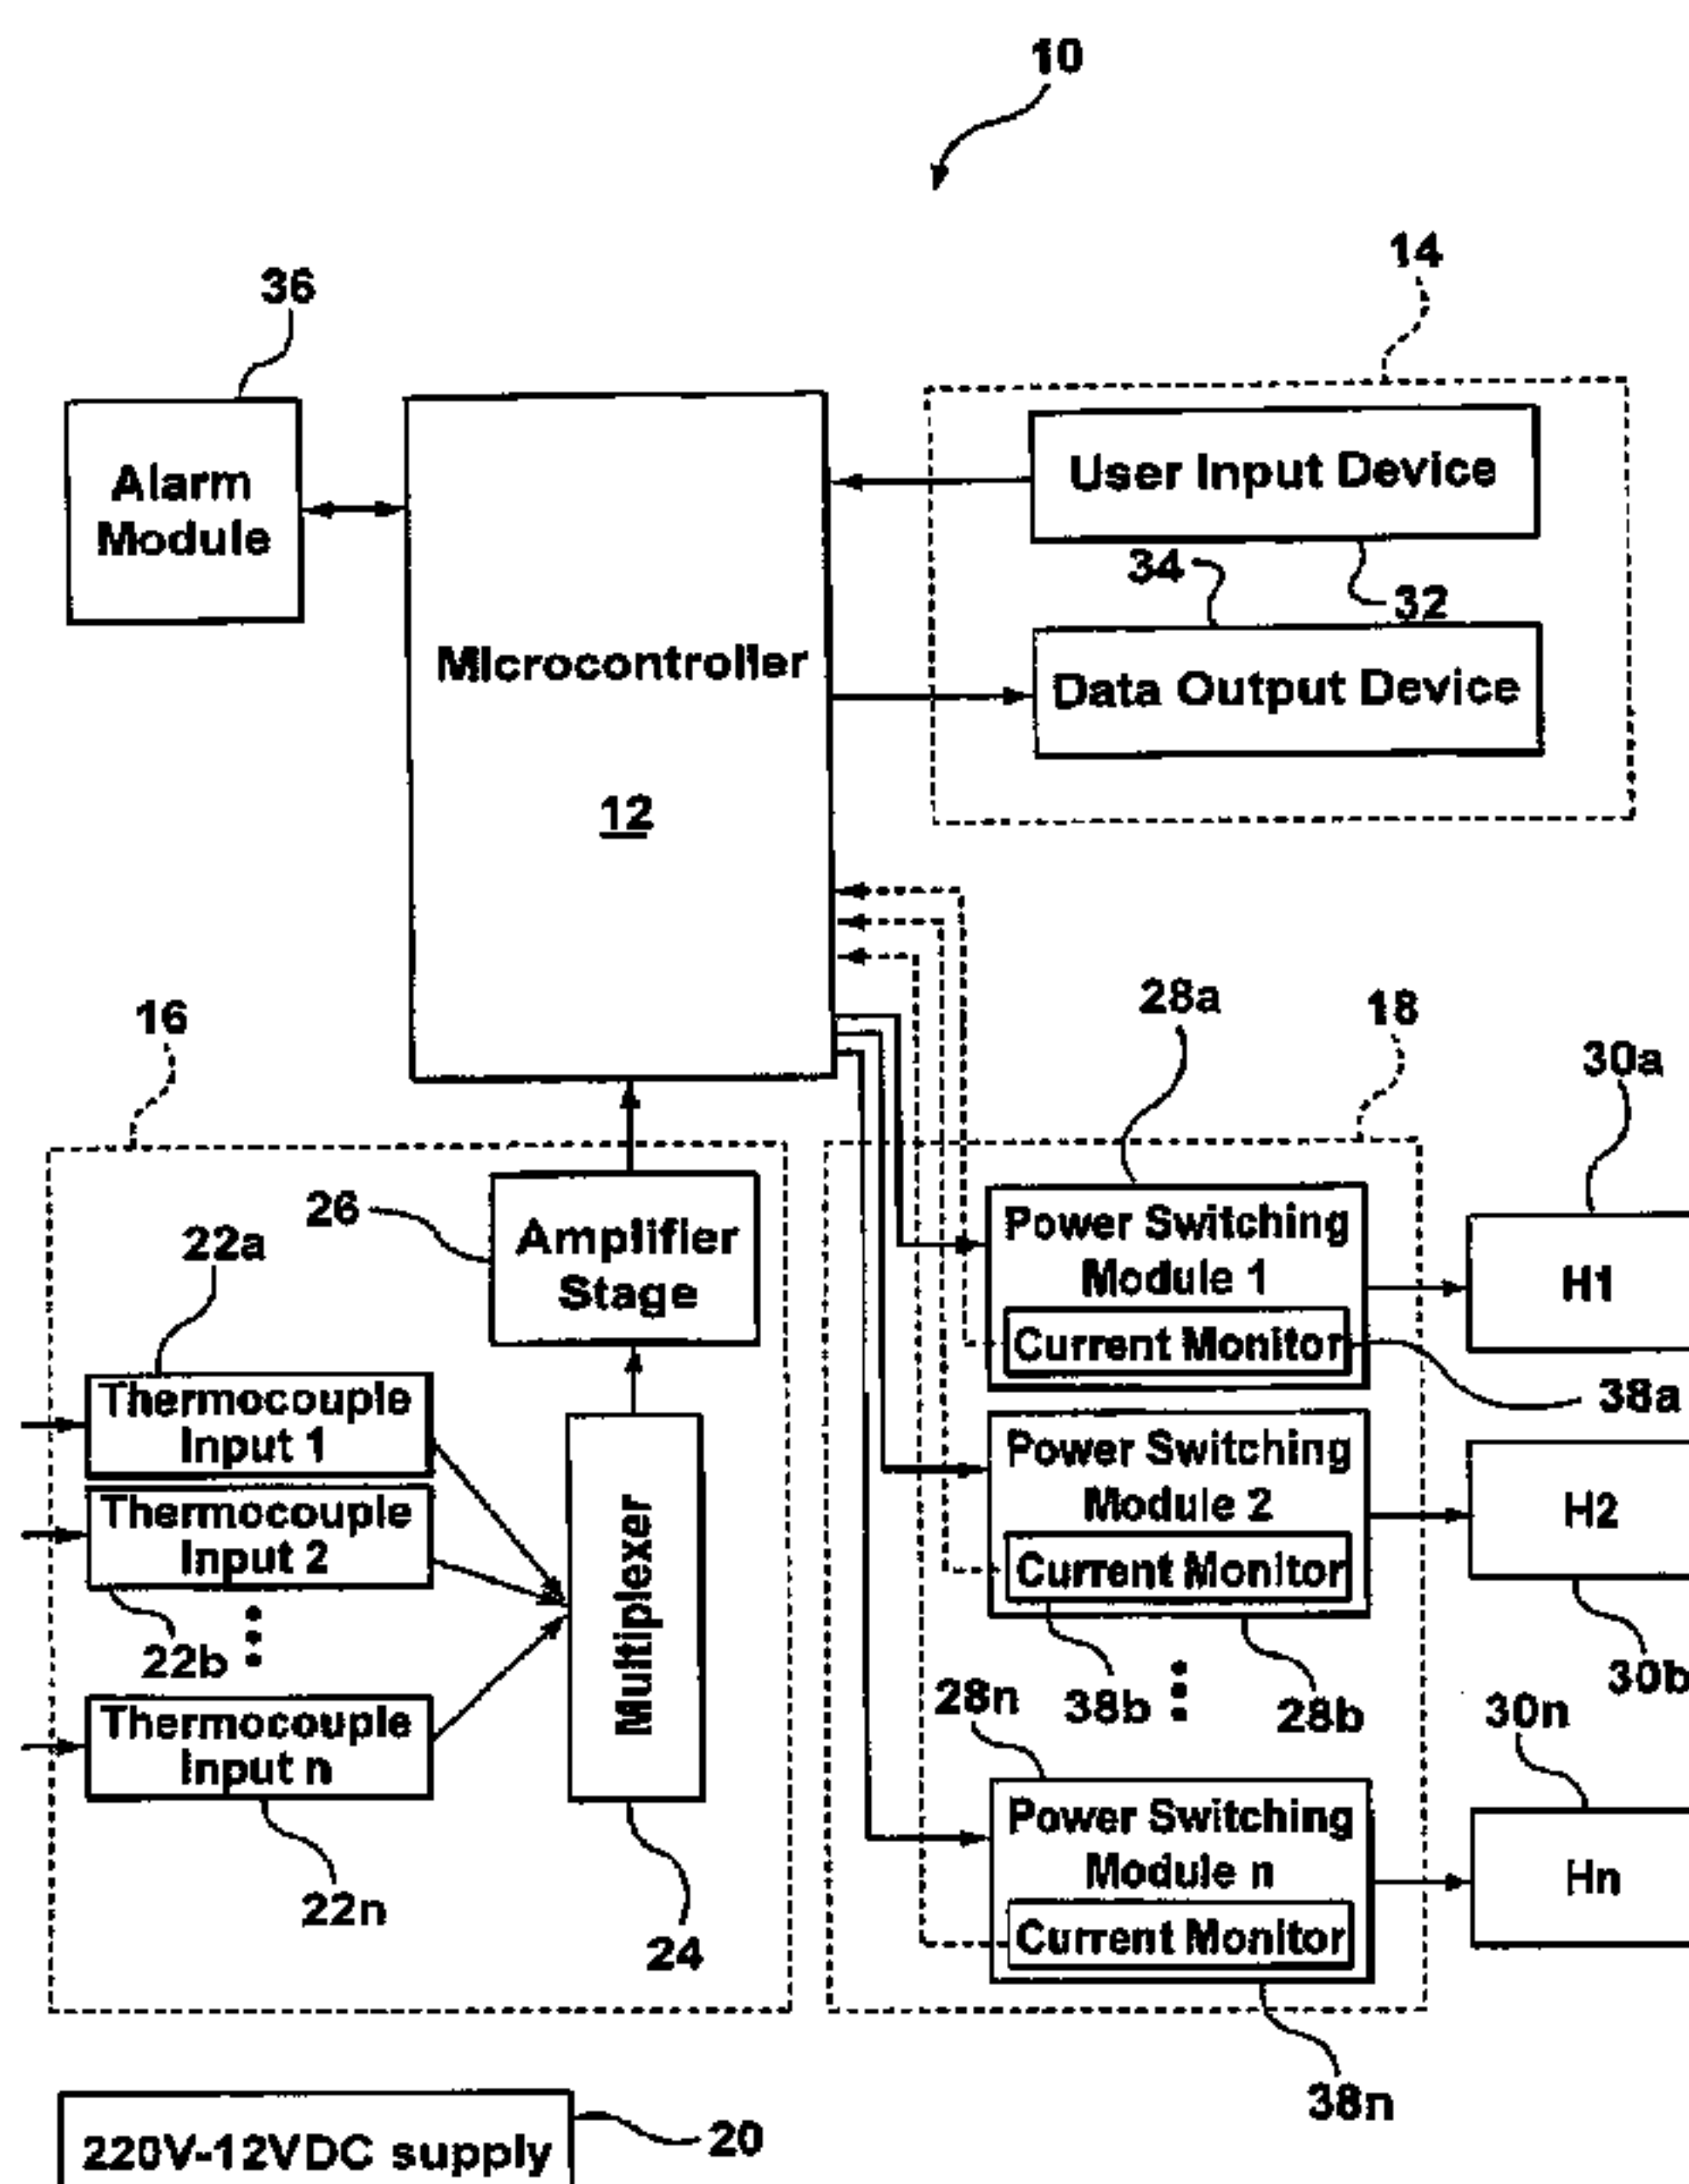 10
14
36
Alarm
Module
Microcontroller
12
User Input Device
34
32
Data Output Device
16
28a
18
30a
26
Amplifier
Stage
22a
Thermocouple
Input 1
Thermocouple
Input 2
22b
Thermocouple
Input n
22n
Multiplexer
24
Power Switching
Module 1
Current Monitor
H1
38a
Power Switching
Module 2
Current Monitor
H2
30b
28n
38b
28b
30n
Power Switching
Module n
Current Monitor
Hn
38n
220V-12VDC supply
20